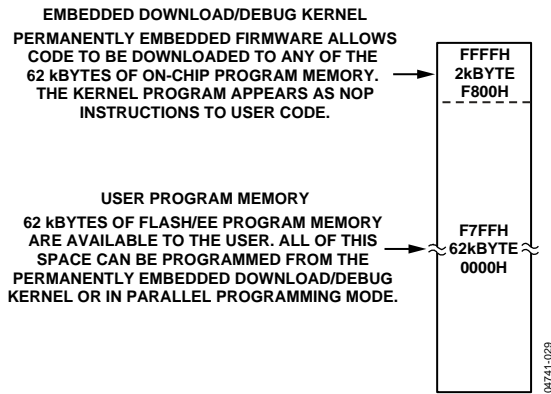 EMBEDDED DOWNLOAD/DEBUG KERNEL
PERMANENTLY EMBEDDED FIRMWARE ALLOWS
CODE TO BE DOWNLOADED TO ANY OF THE
62 kBYTES OF ON-CHIP PROGRAM MEMORY.
THE KERNEL PROGRAM APPEARS AS NOP
INSTRUCTIONS TO USER CODE.
FFFFH
2kBYTE
F800H
USER PROGRAM MEMORY
62 kBYTES OF FLASH/EE PROGRAM MEMORY
ARE AVAILABLE TO THE USER. ALL OF THIS
SPACE CAN BE PROGRAMMED FROM THE
PERMANENTLY EMBEDDED DOWNLOAD/DEBUG
KERNEL OR IN PARALLEL PROGRAMMING MODE.
F7FFH
62kBYTE
0000H
04741-029